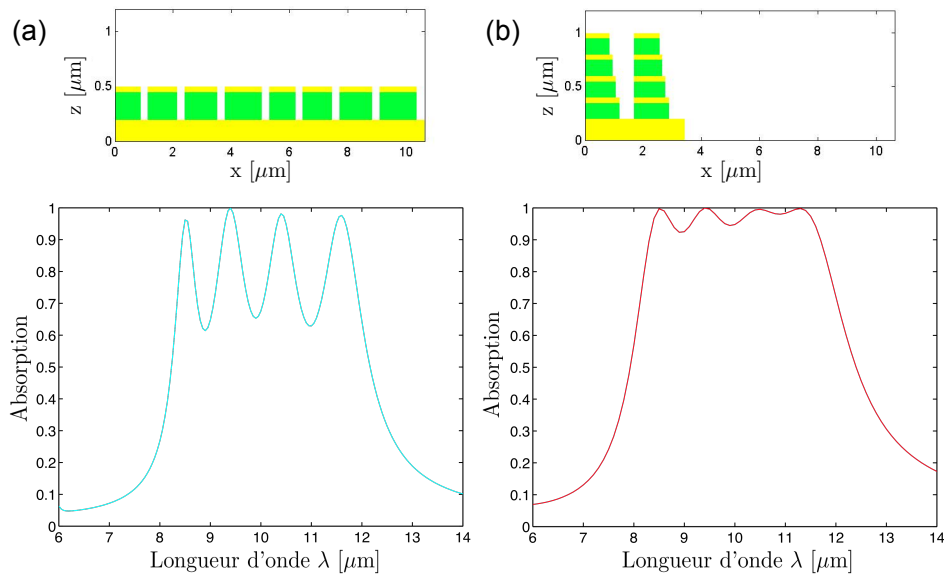 (a)
1
0.5
0
z [μm]
0 2 4 6 8 10
x [μm]
(b)
1
0.5
0
z [μm]
0 2 4 6 8 10
x [μm]
1
0.9
0.8
0.7
0.6
0.5
0.4
0.3
0.2
0.1
0
Absorption
6 7 8 9 10 11 12 13 14
Longueur d'onde λ [μm]
1
0.9
0.8
0.7
0.6
0.5
0.4
0.3
0.2
0.1
0
Absorption
6 7 8 9 10 11 12 13 14
Longueur d'onde λ [μm]